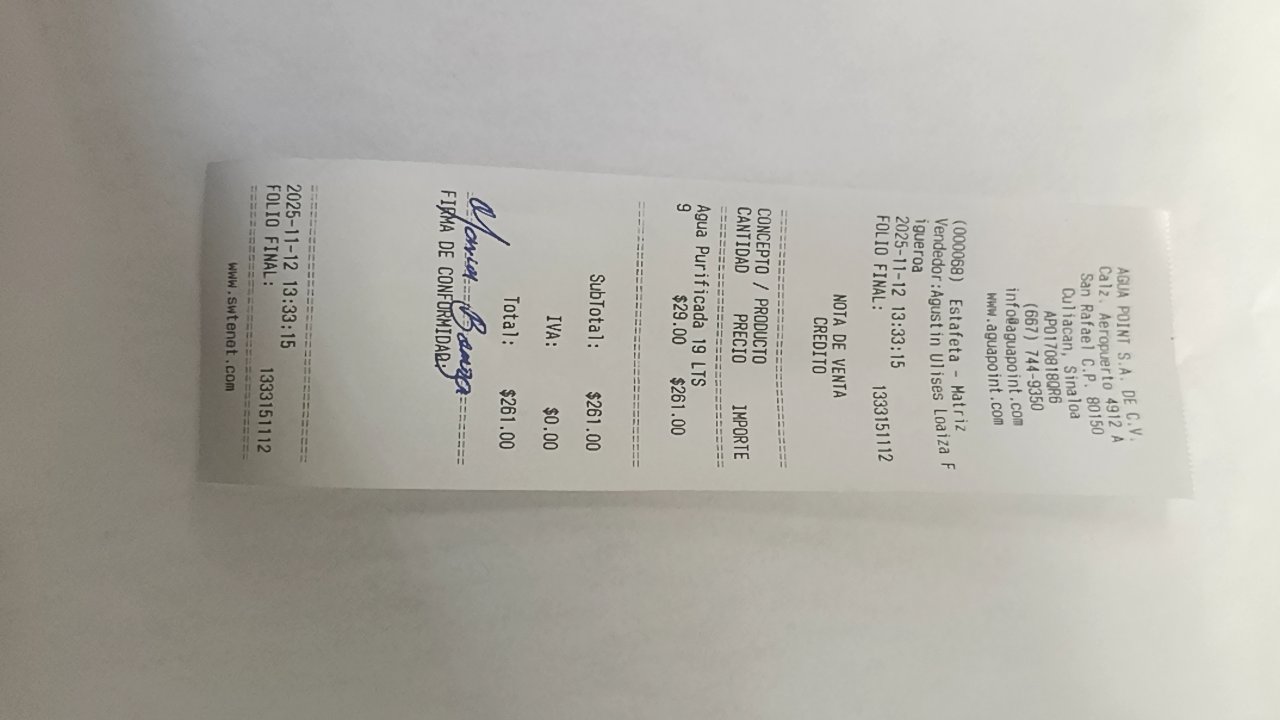 AGUA POINT S.A. DE C.V.
Calz. Aeropuerto 4912 A
San Rafael C.P. 80150
Culiacan, Sinaloa
APO170818QR6
(667) 744-9350
info@aguapoint.com
www.aguapoint.com
(000068) Estafeta - Matriz
Vendedor:Agustin Ulises Loaiza F
igueroa
2025-11-12 13:33:15
FOLIO FINAL: 1333151112
NOTA DE VENTA
CREDITO
CONCEPTO / PRODUCTO
CANTIDAD PRECIO IMPORTE
Agua Purificada 19 LTS
9 $29.00 $261.00
SubTotal: $261.00
IVA: $0.00
Total: $261.00
FIRMA DE CONFORMIDAD
2025-11-12 13:33:15
FOLIO FINAL: 1333151112
www.swtenet.com